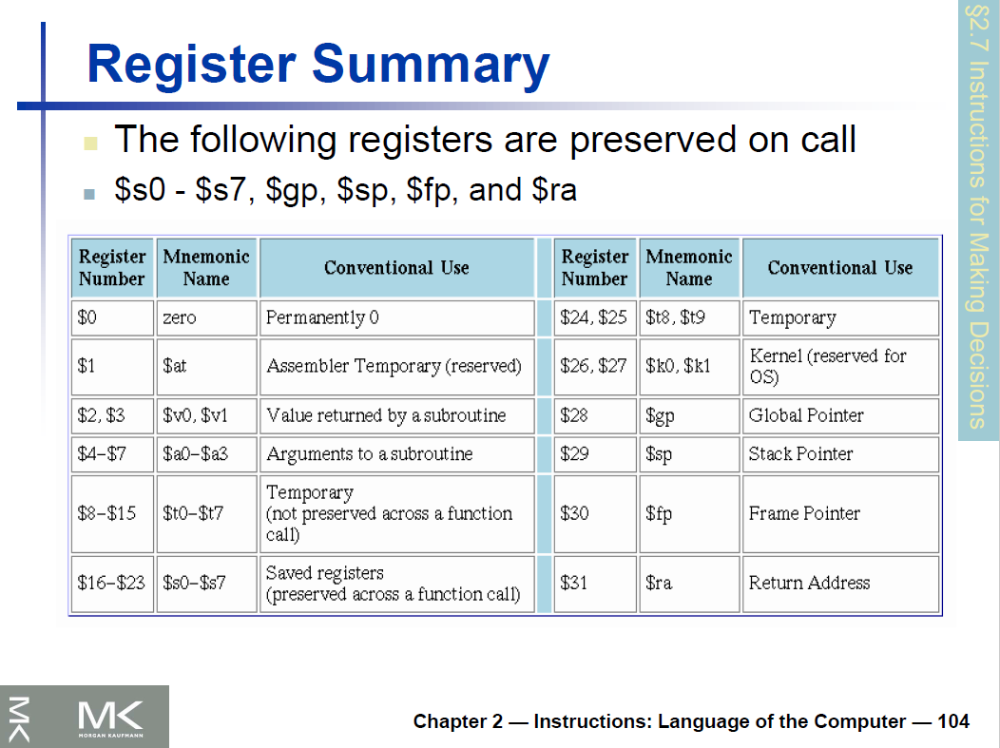 Register Summary
The following registers are preserved on call
$s0 - $s7, $gp, $sp, $fp, and $ra
Register Number | Mnemonic Name | Conventional Use | Register Number | Mnemonic Name | Conventional Use
$0 | zero | Permanently 0 | $24, $25 | $t8, $t9 | Temporary
$1 | $at | Assembler Temporary (reserved) | $26, $27 | $k0, $k1 | Kernel (reserved for OS)
$2, $3 | $v0, $v1 | Value returned by a subroutine | $28 | $gp | Global Pointer
$4–$7 | $a0–$a3 | Arguments to a subroutine | $29 | $sp | Stack Pointer
$8–$15 | $t0–$t7 | Temporary (not preserved across a function call) | $30 | $fp | Frame Pointer
$16–$23 | $s0–$s7 | Saved registers (preserved across a function call) | $31 | $ra | Return Address
§2.7 Instructions for Making Decisions
MK
MK
MORGAN KAUFMANN
Chapter 2 — Instructions: Language of the Computer — 104